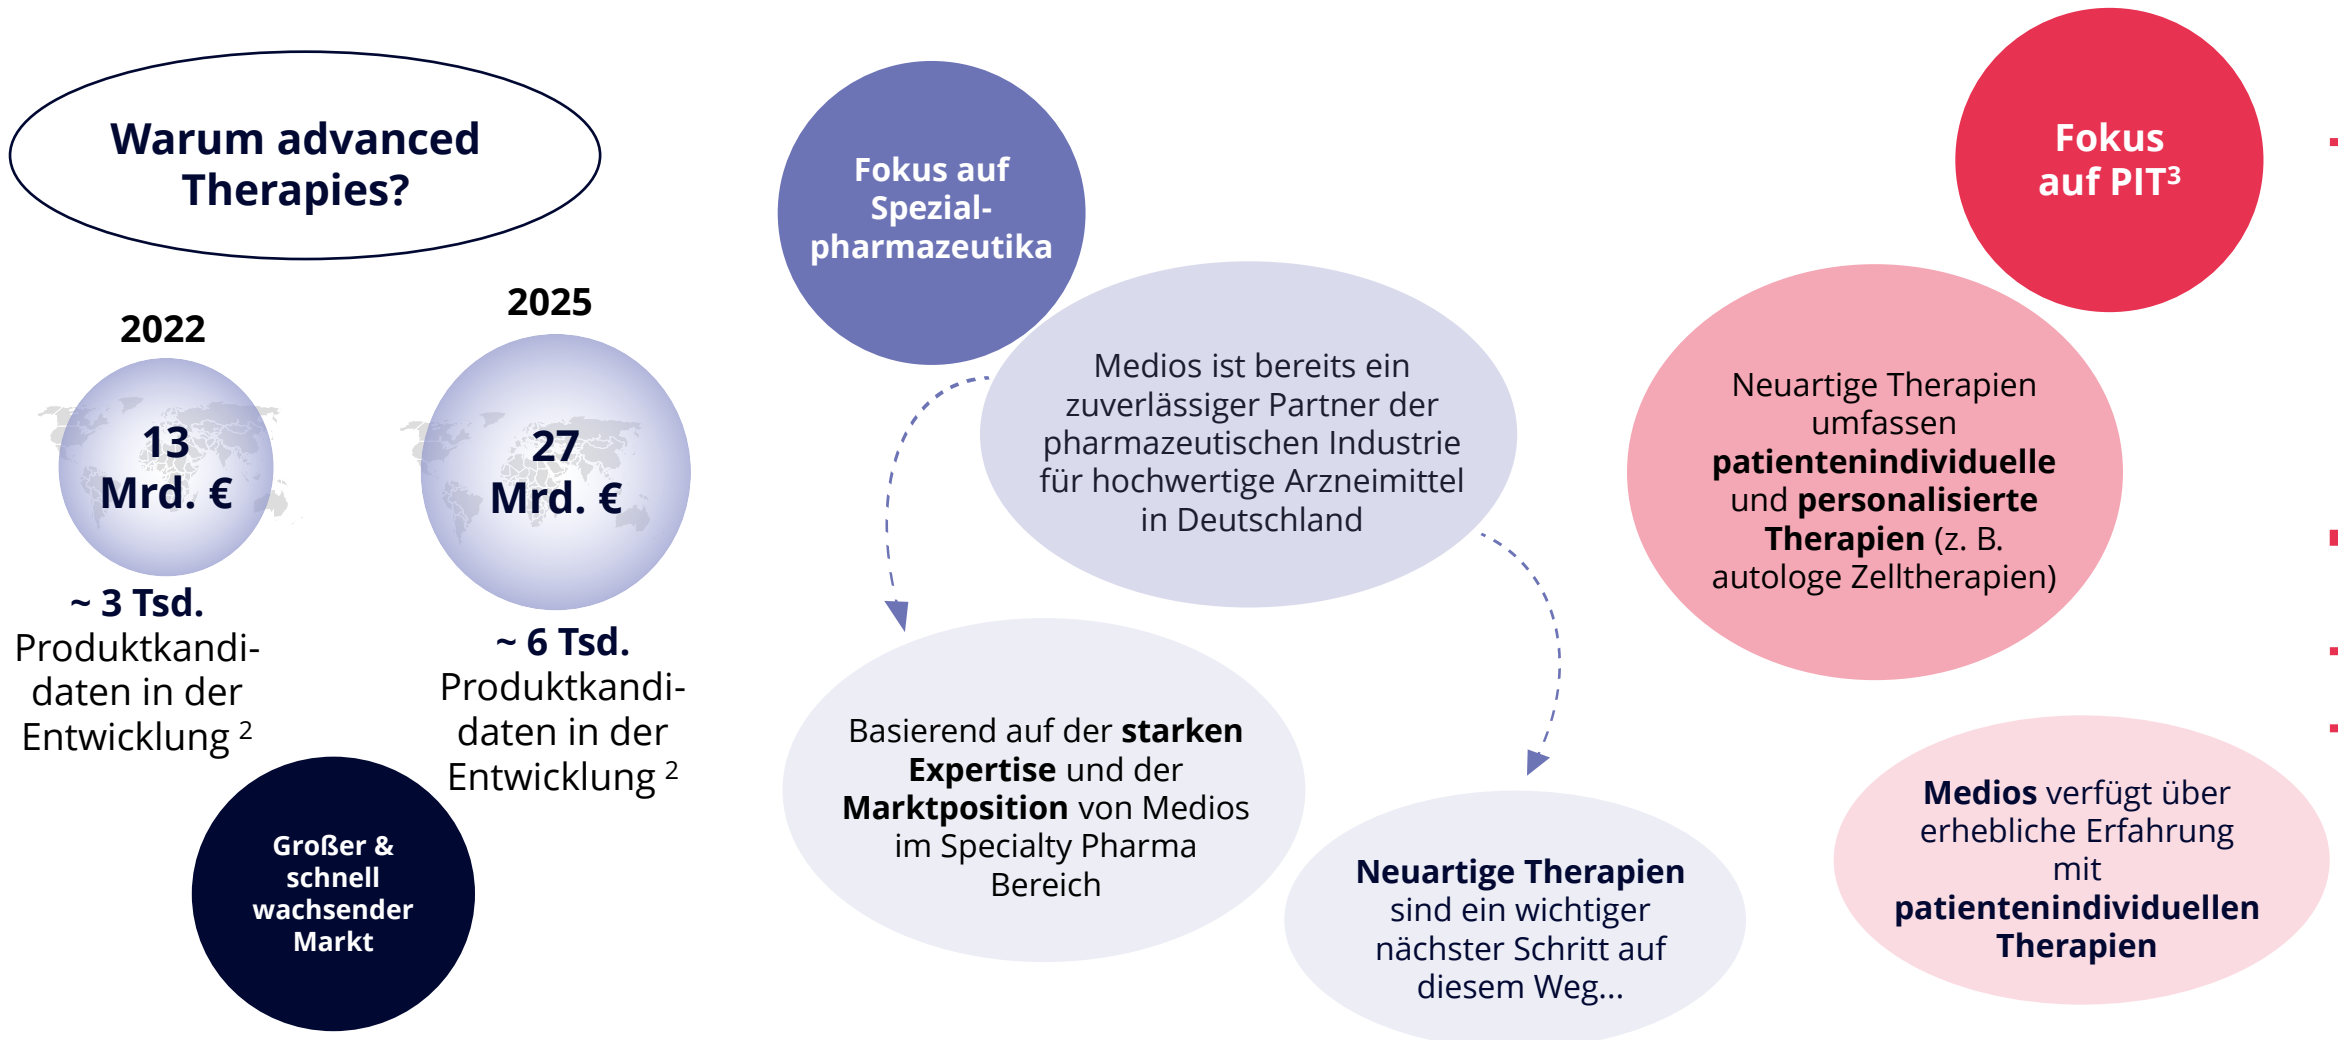 Warum advanced
Therapies?
2022
13
Mrd. €
~ 3 Tsd.
Produktkandi-
daten in der
Entwicklung 2
2025
27
Mrd. €
~ 6 Tsd.
Produktkandi-
daten in der
Entwicklung 2
Großer &
schnell
wachsender
Markt
Fokus auf
Spezial-
pharmazeutika
Medios ist bereits ein
zuverlässiger Partner der
pharmazeutischen Industrie
für hochwertige Arzneimittel
in Deutschland
Basierend auf der starken
Expertise und der
Marktposition von Medios
im Specialty Pharma
Bereich
Neuartige Therapien
sind ein wichtiger
nächster Schritt auf
diesem Weg...
Fokus
auf PIT3
Neuartige Therapien
umfassen
patientenindividuelle
und personalisierte
Therapien (z. B.
autologe Zelltherapien)
Medios verfügt über
erhebliche Erfahrung
mit
patientenindividuellen
Therapien